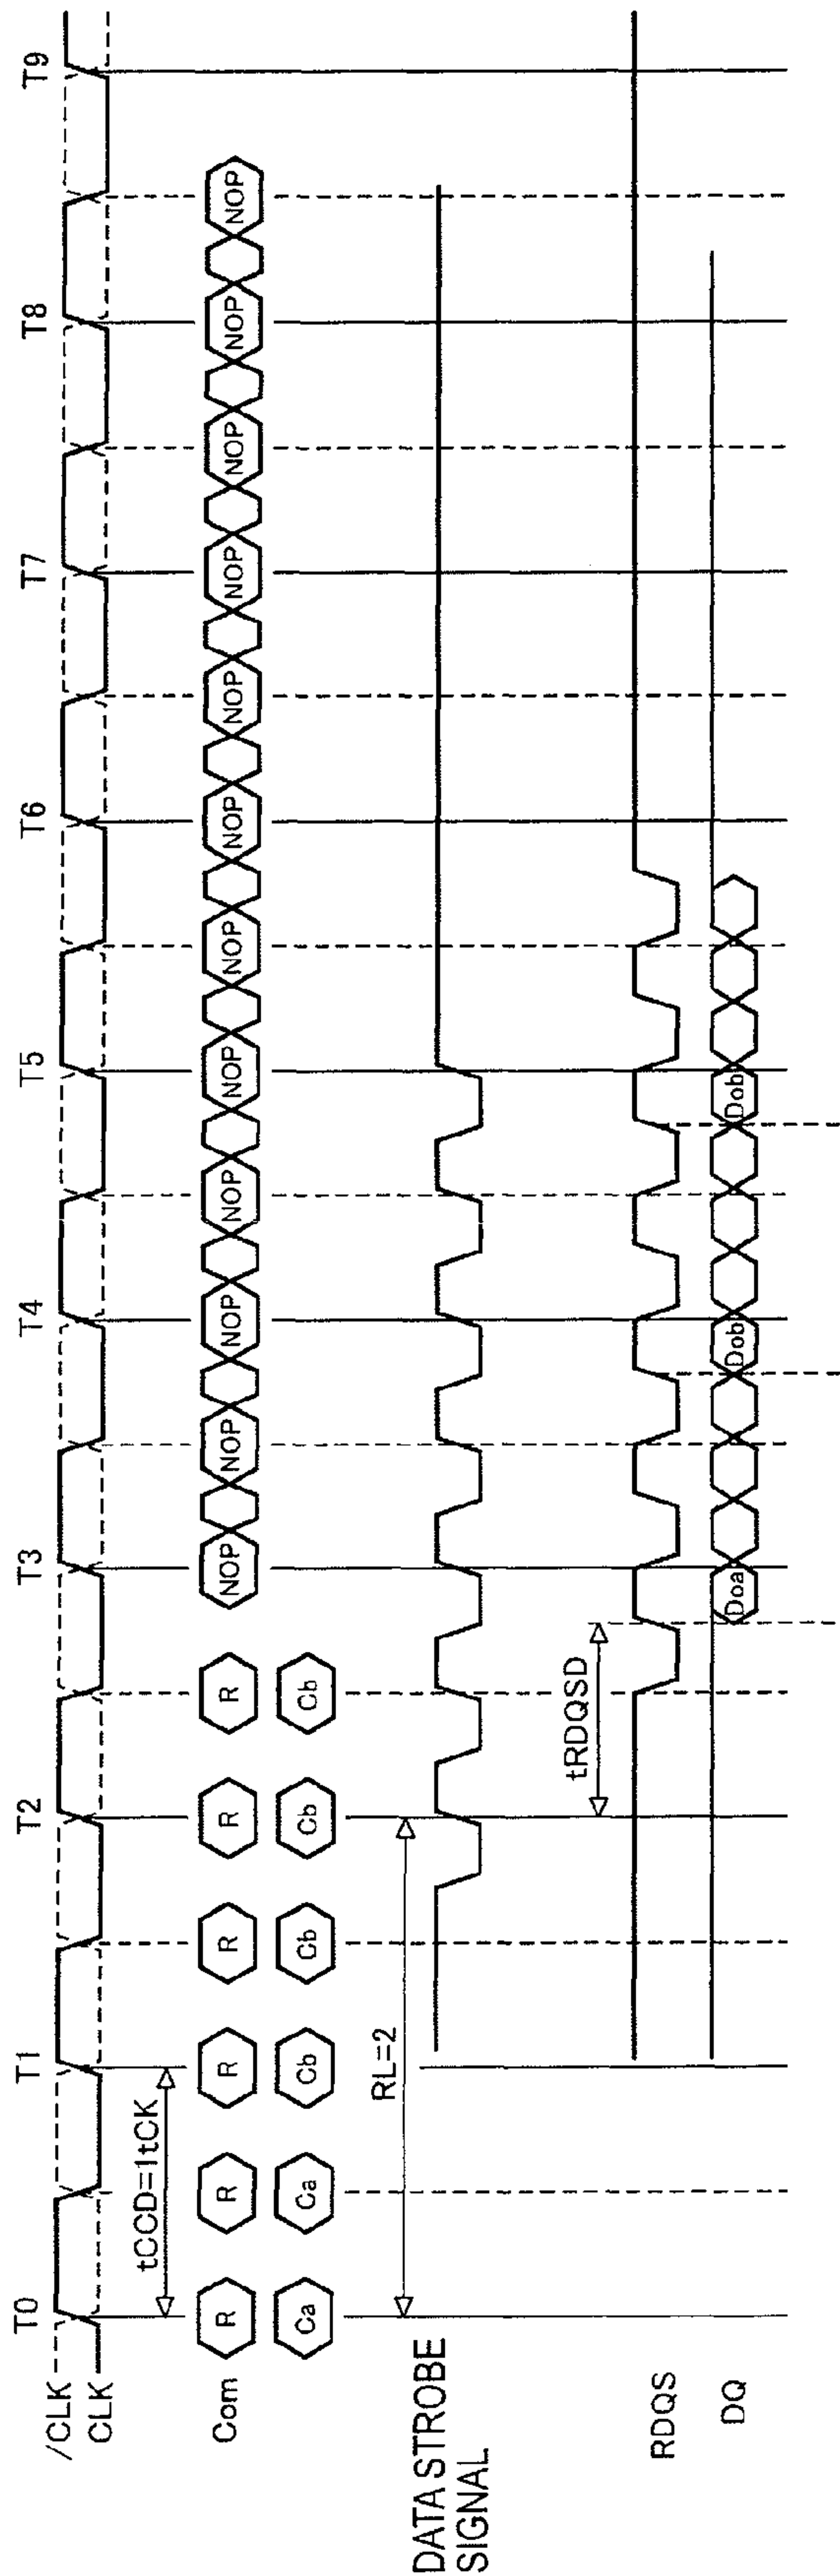 T0 T1 T2 T3 T4 T5 T6 T7 T8 T9
/CLK
CLK
tCCD=1tCK
Com
R R R R R R NOP NOP NOP NOP NOP NOP NOP NOP NOP NOP NOP NOP
Ca Ca Cb Cb Cb Cb
RL=2
DATA STROBE
SIGNAL
tRDQSD
RDQS
DQ
Doa Dob Dob